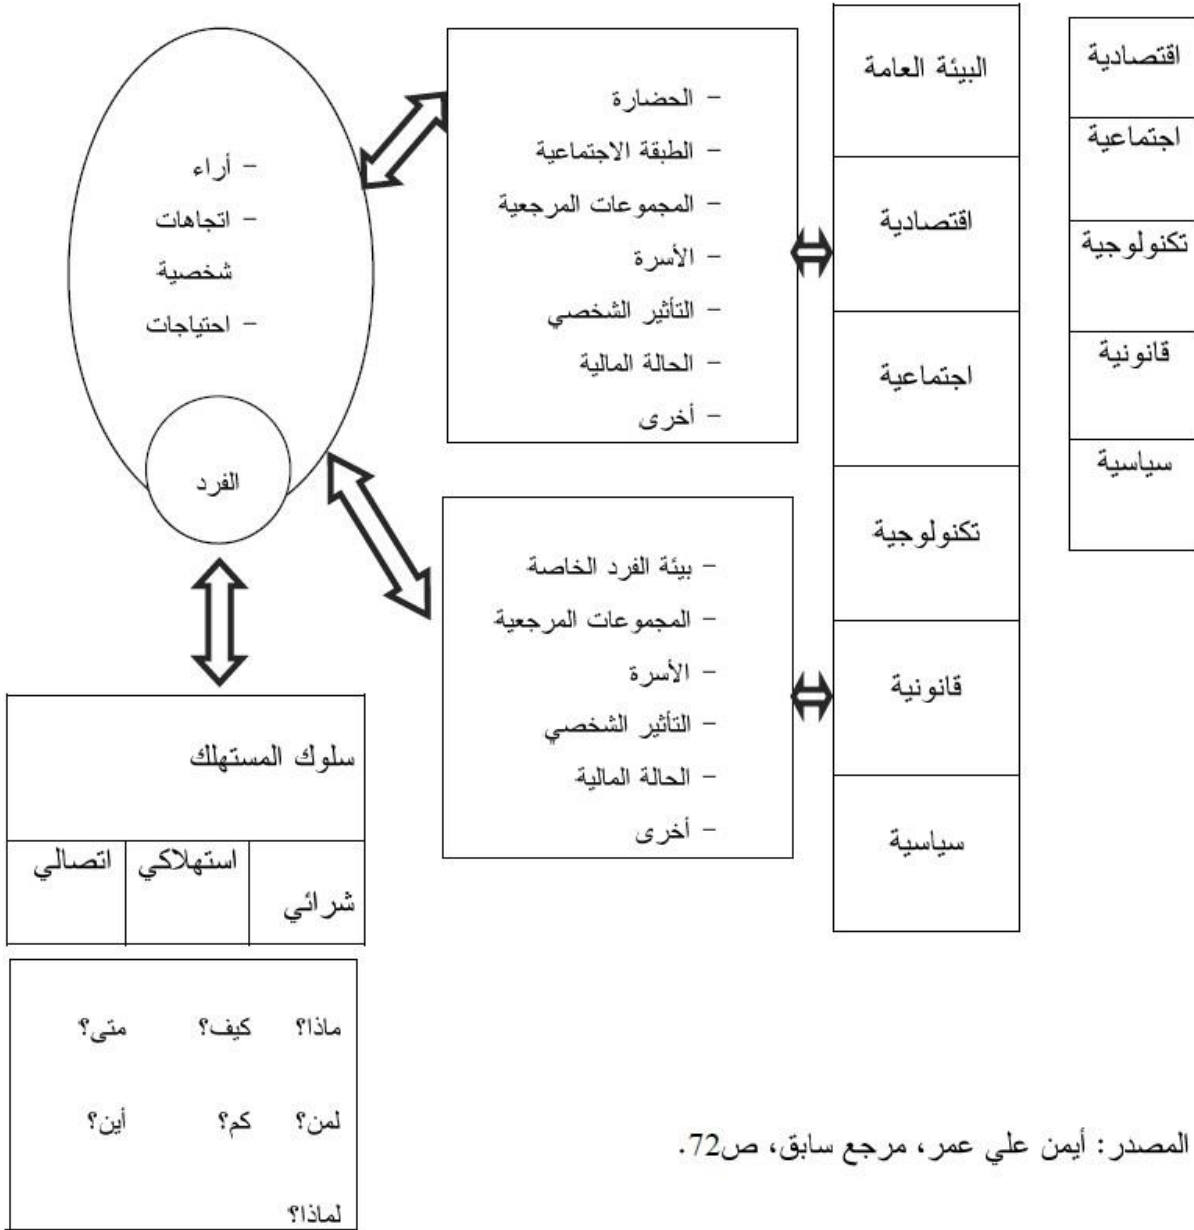 اقتصادية
اجتماعية
تكنولوجية
قانونية
سياسية
البيئة العامة
اقتصادية
اجتماعية
تكنولوجية
قانونية
سياسية
– الحضارة
– الطبقة الاجتماعية
– المجموعات المرجعية
– الأسرة
– التأثير الشخصي
– الحالة المالية
– أخرى
– بيئة الفرد الخاصة
– المجموعات المرجعية
– الأسرة
– التأثير الشخصي
– الحالة المالية
– أخرى
– أراء
– اتجاهات
شخصية
– احتياجات
الفرد
سلوك المستهلك
شرائي
استهلاكي
اتصالي
ماذا؟ كيف؟ متى؟
لمن؟ كم؟ أين؟
لماذا؟
المصدر: أيمن علي عمر، مرجع سابق، ص72.